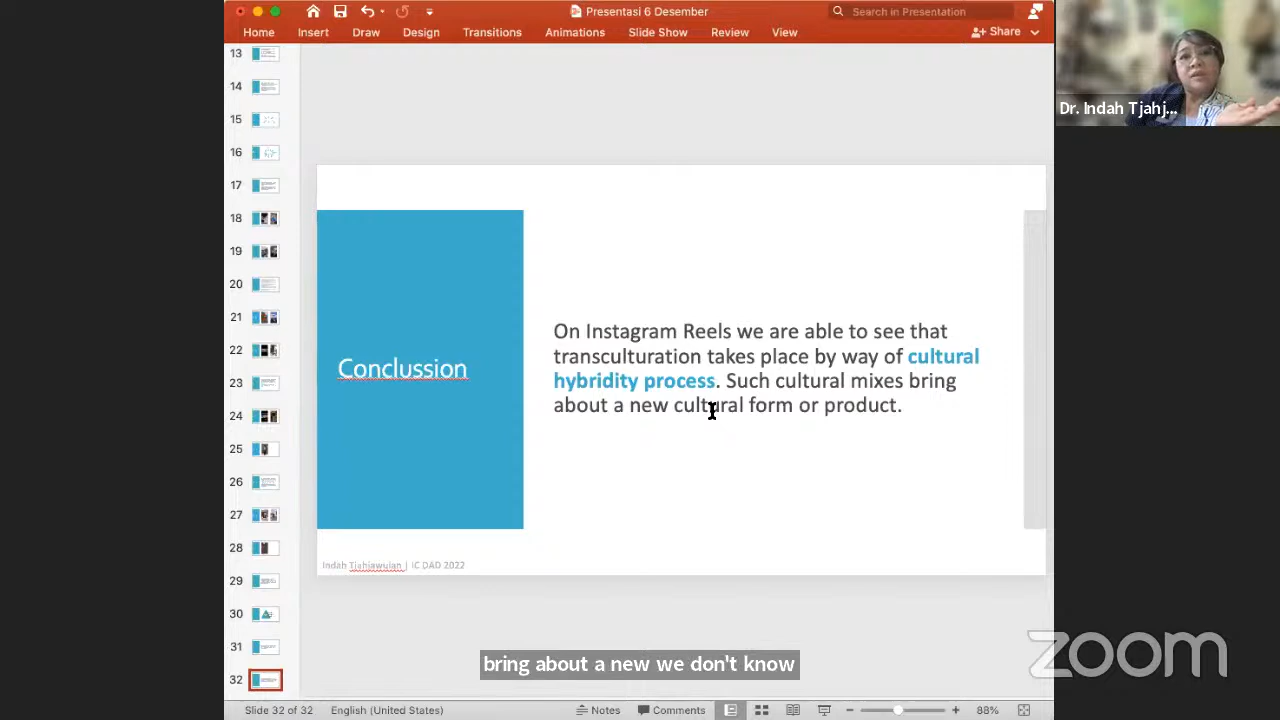 Presentasi 6 Desember
Search in Presentation
Home Insert Draw Design Transitions Animations Slide Show Review View
Share
Dr. Indah Tjahj...
13
14
15
16
17
18
19
20
21
22
23
24
25
26
27
28
29
30
31
32
Conclussion
On Instagram Reels we are able to see that
transculturation takes place by way of cultural
hybridity process. Such cultural mixes bring
about a new cultural form or product.
Indah Tjahjawulan | IC DAD 2022
bring about a new we don't know
zoom
Slide 32 of 32 English (United States) Notes Comments 88%